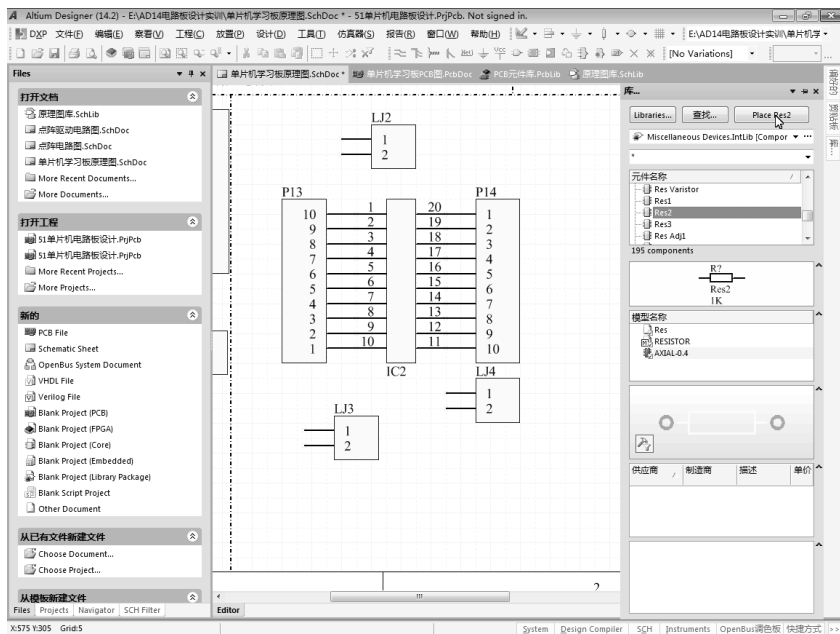 Altium Designer (14.2) - E:\AD14电路板设计实训\单片机学习板原理图.SchDoc * - 51单片机电路板设计.PrjPcb. Not signed in.
DXP 文件(F) 编辑(E) 察看(V) 工程(C) 放置(P) 设计(D) 工具(T) 仿真器(S) 报告(R) 窗口(W) 帮助(H) E:\AD14电路板设计实训\单片机学
[No Variations]
Files
单片机学习板原理图.SchDoc * 单片机学习板PCB图.PcbDoc PCB元件库.PcbLib 原理图库.SchLib
打开文档
原理图库.SchLib
点阵驱动电路图.SchDoc
点阵电路图.SchDoc
单片机学习板原理图.SchDoc
More Recent Documents...
More Documents...
打开工程
51单片机电路板设计.PrjPcb
51单片机电路板设计.PrjPcb
More Recent Projects...
More Projects...
新的
PCB File
Schematic Sheet
OpenBus System Document
VHDL File
Verilog File
Blank Project (PCB)
Blank Project (FPGA)
Blank Project (Core)
Blank Project (Embedded)
Blank Project (Library Package)
Blank Script Project
Other Document
从已有文件新建文件
Choose Document...
Choose Project...
从模板新建文件
Files Projects Navigator SCH Filter
LJ2
1
2
P13 P14
10 1 20 1
9 2 19 2
8 3 18 3
7 4 17 4
6 5 16 5
5 6 15 6
4 7 14 7
3 8 13 8
2 9 12 9
1 10 11 10
IC2 LJ4
1
2
LJ3
1
2
2
Editor
库...
Libraries... 查找... Place Res2
Miscellaneous Devices.IntLib [Compor
*
元件名称
Res Varistor
Res1
Res2
Res3
Res Adj1
195 components
R?
Res2
1K
模型名称
Res
RESISTOR
AXIAL-0.4
供应商 制造商 描述 单价
X:575 Y:305 Grid:5
System Design Compiler SCH Instruments OpenBus调色板 快捷方式 >>